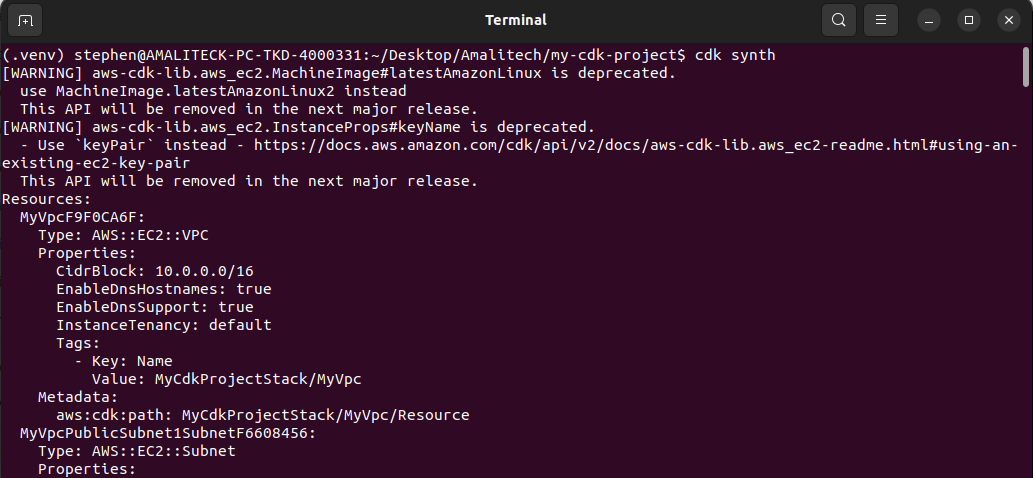 Terminal
(.venv) stephen@AMALITECK-PC-TKD-4000331:~/Desktop/Amalitech/my-cdk-project$ cdk synth
[WARNING] aws-cdk-lib.aws_ec2.MachineImage#latestAmazonLinux is deprecated.
  use MachineImage.latestAmazonLinux2 instead
  This API will be removed in the next major release.
[WARNING] aws-cdk-lib.aws_ec2.InstanceProps#keyName is deprecated.
  - Use `keyPair` instead - https://docs.aws.amazon.com/cdk/api/v2/docs/aws-cdk-lib.aws_ec2-readme.html#using-an-
existing-ec2-key-pair
  This API will be removed in the next major release.
Resources:
  MyVpcF9F0CA6F:
    Type: AWS::EC2::VPC
    Properties:
      CidrBlock: 10.0.0.0/16
      EnableDnsHostnames: true
      EnableDnsSupport: true
      InstanceTenancy: default
      Tags:
        - Key: Name
          Value: MyCdkProjectStack/MyVpc
    Metadata:
      aws:cdk:path: MyCdkProjectStack/MyVpc/Resource
  MyVpcPublicSubnet1SubnetF6608456:
    Type: AWS::EC2::Subnet
    Properties: